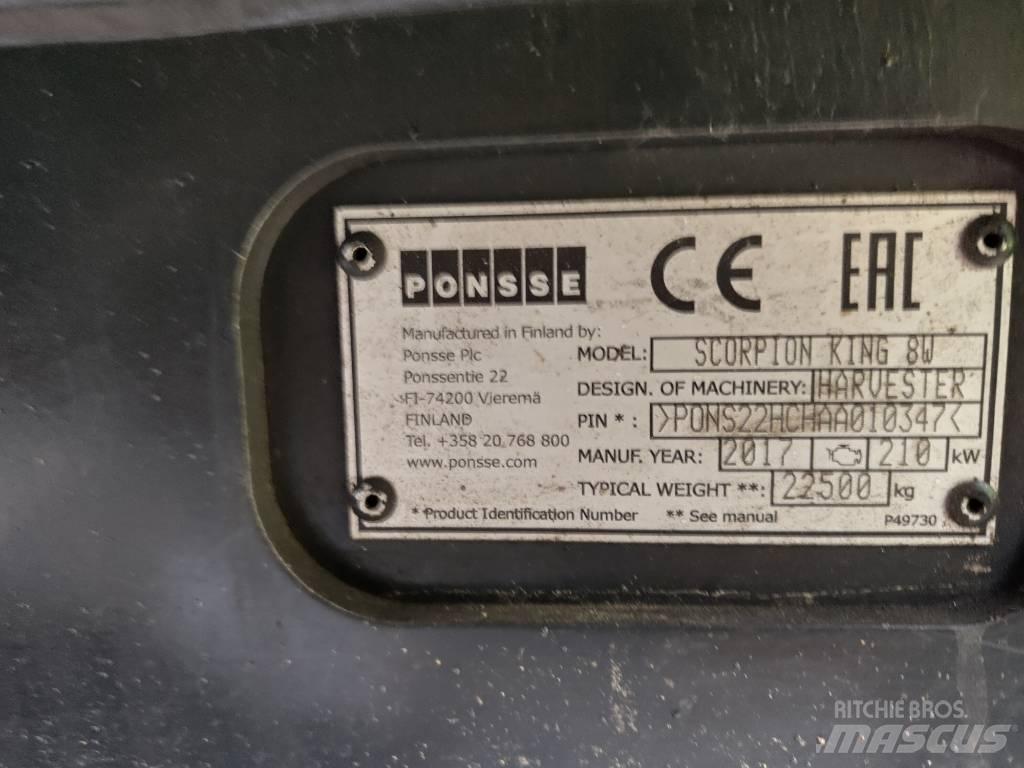 PONSSE CE EAC
Manufactured in Finland by:
Ponsse Plc
Ponssentie 22
FI-74200 Vieremä
FINLAND
Tel. +358 20 768 800
www.ponsse.com
MODEL: SCORPION KING 8W
DESIGN. OF MACHINERY: HARVESTER
PIN * : >PONS22HCHAA010347<
MANUF. YEAR: 2017 210 kW
TYPICAL WEIGHT **: 22500 kg
* Product Identification Number ** See manual P49730
RITCHIE BROS.
MASCUS